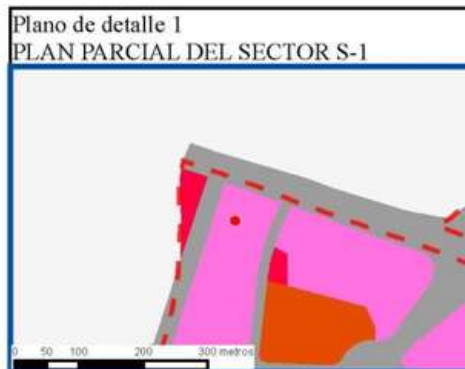 Plano de detalle 1
PLAN PARCIAL DEL SECTOR S-1
0 50 100 200 300 metros